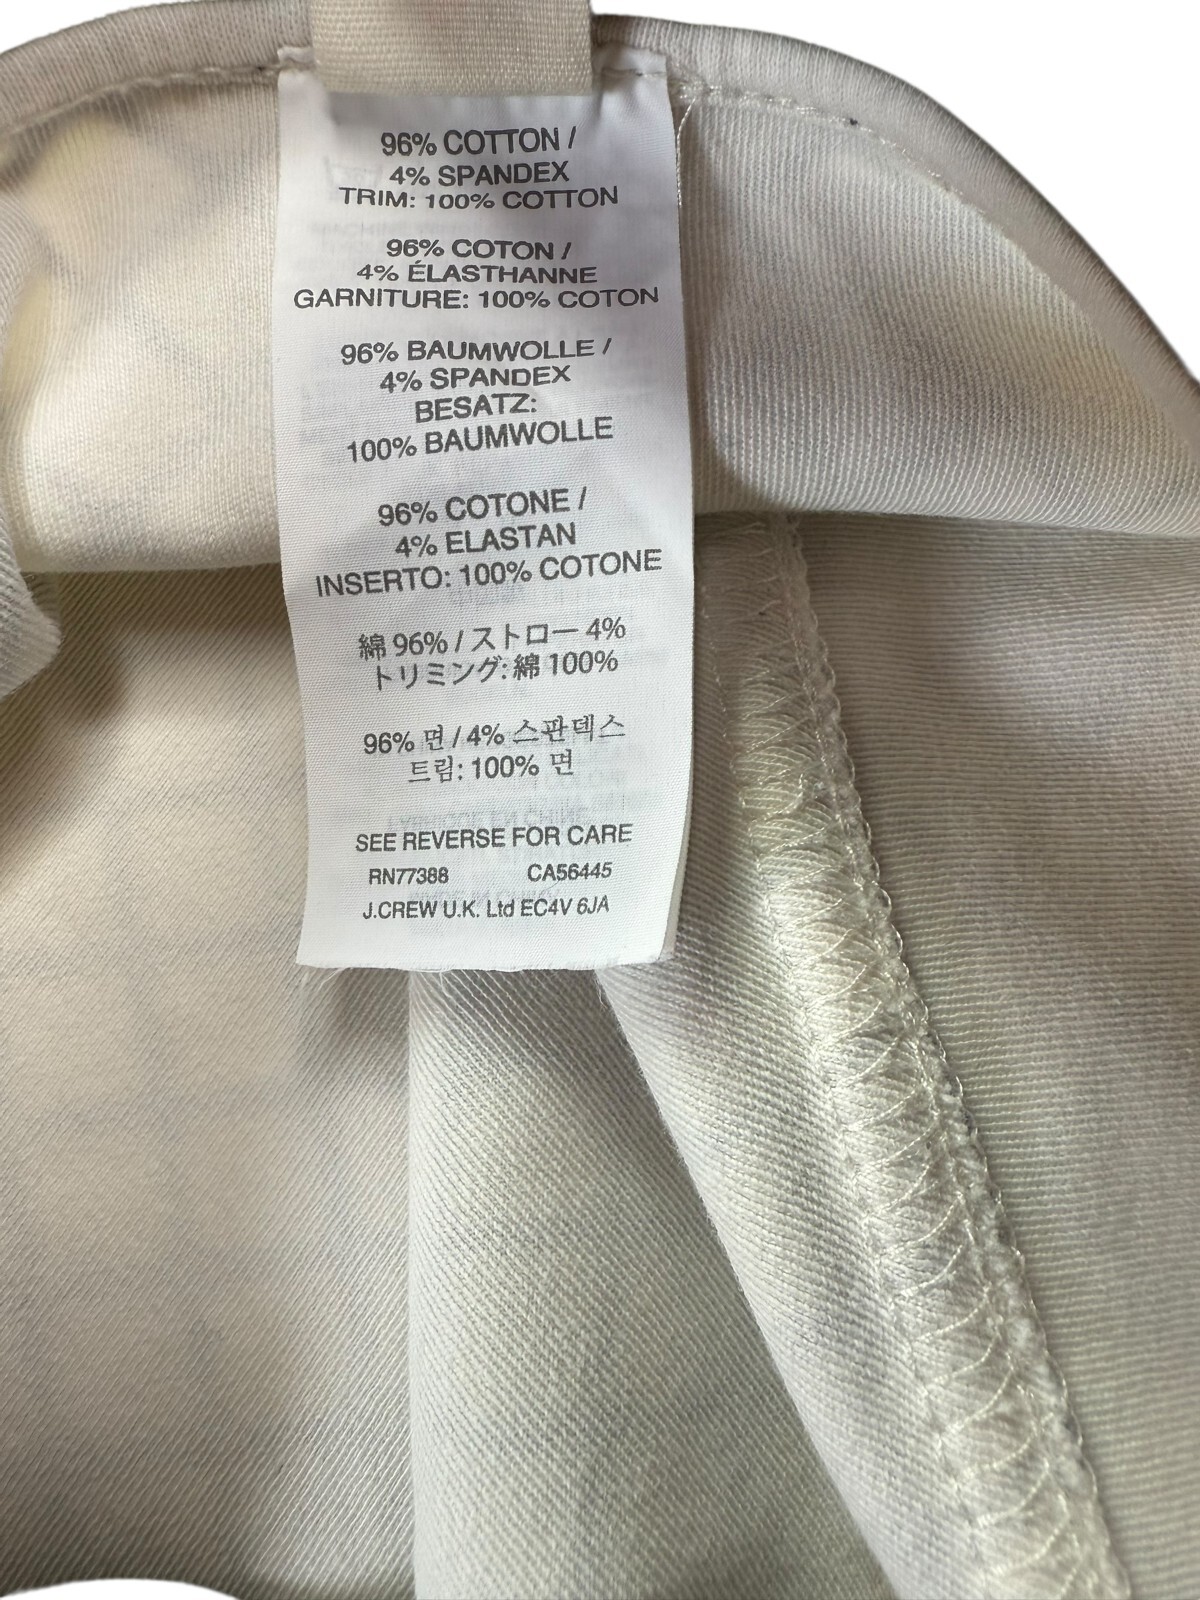 96% COTTON /
4% SPANDEX
TRIM: 100% COTTON
96% COTON /
4% ÉLASTHANNE
GARNITURE: 100% COTON
96% BAUMWOLLE /
4% SPANDEX
BESATZ:
100% BAUMWOLLE
96% COTONE /
4% ELASTAN
INSERTO: 100% COTONE
綿 96% / ストロー 4%
トリミング: 綿 100%
96% 면 / 4% 스판덱스
트림: 100% 면
SEE REVERSE FOR CARE
RN77388 CA56445
J.CREW U.K. Ltd EC4V 6JA